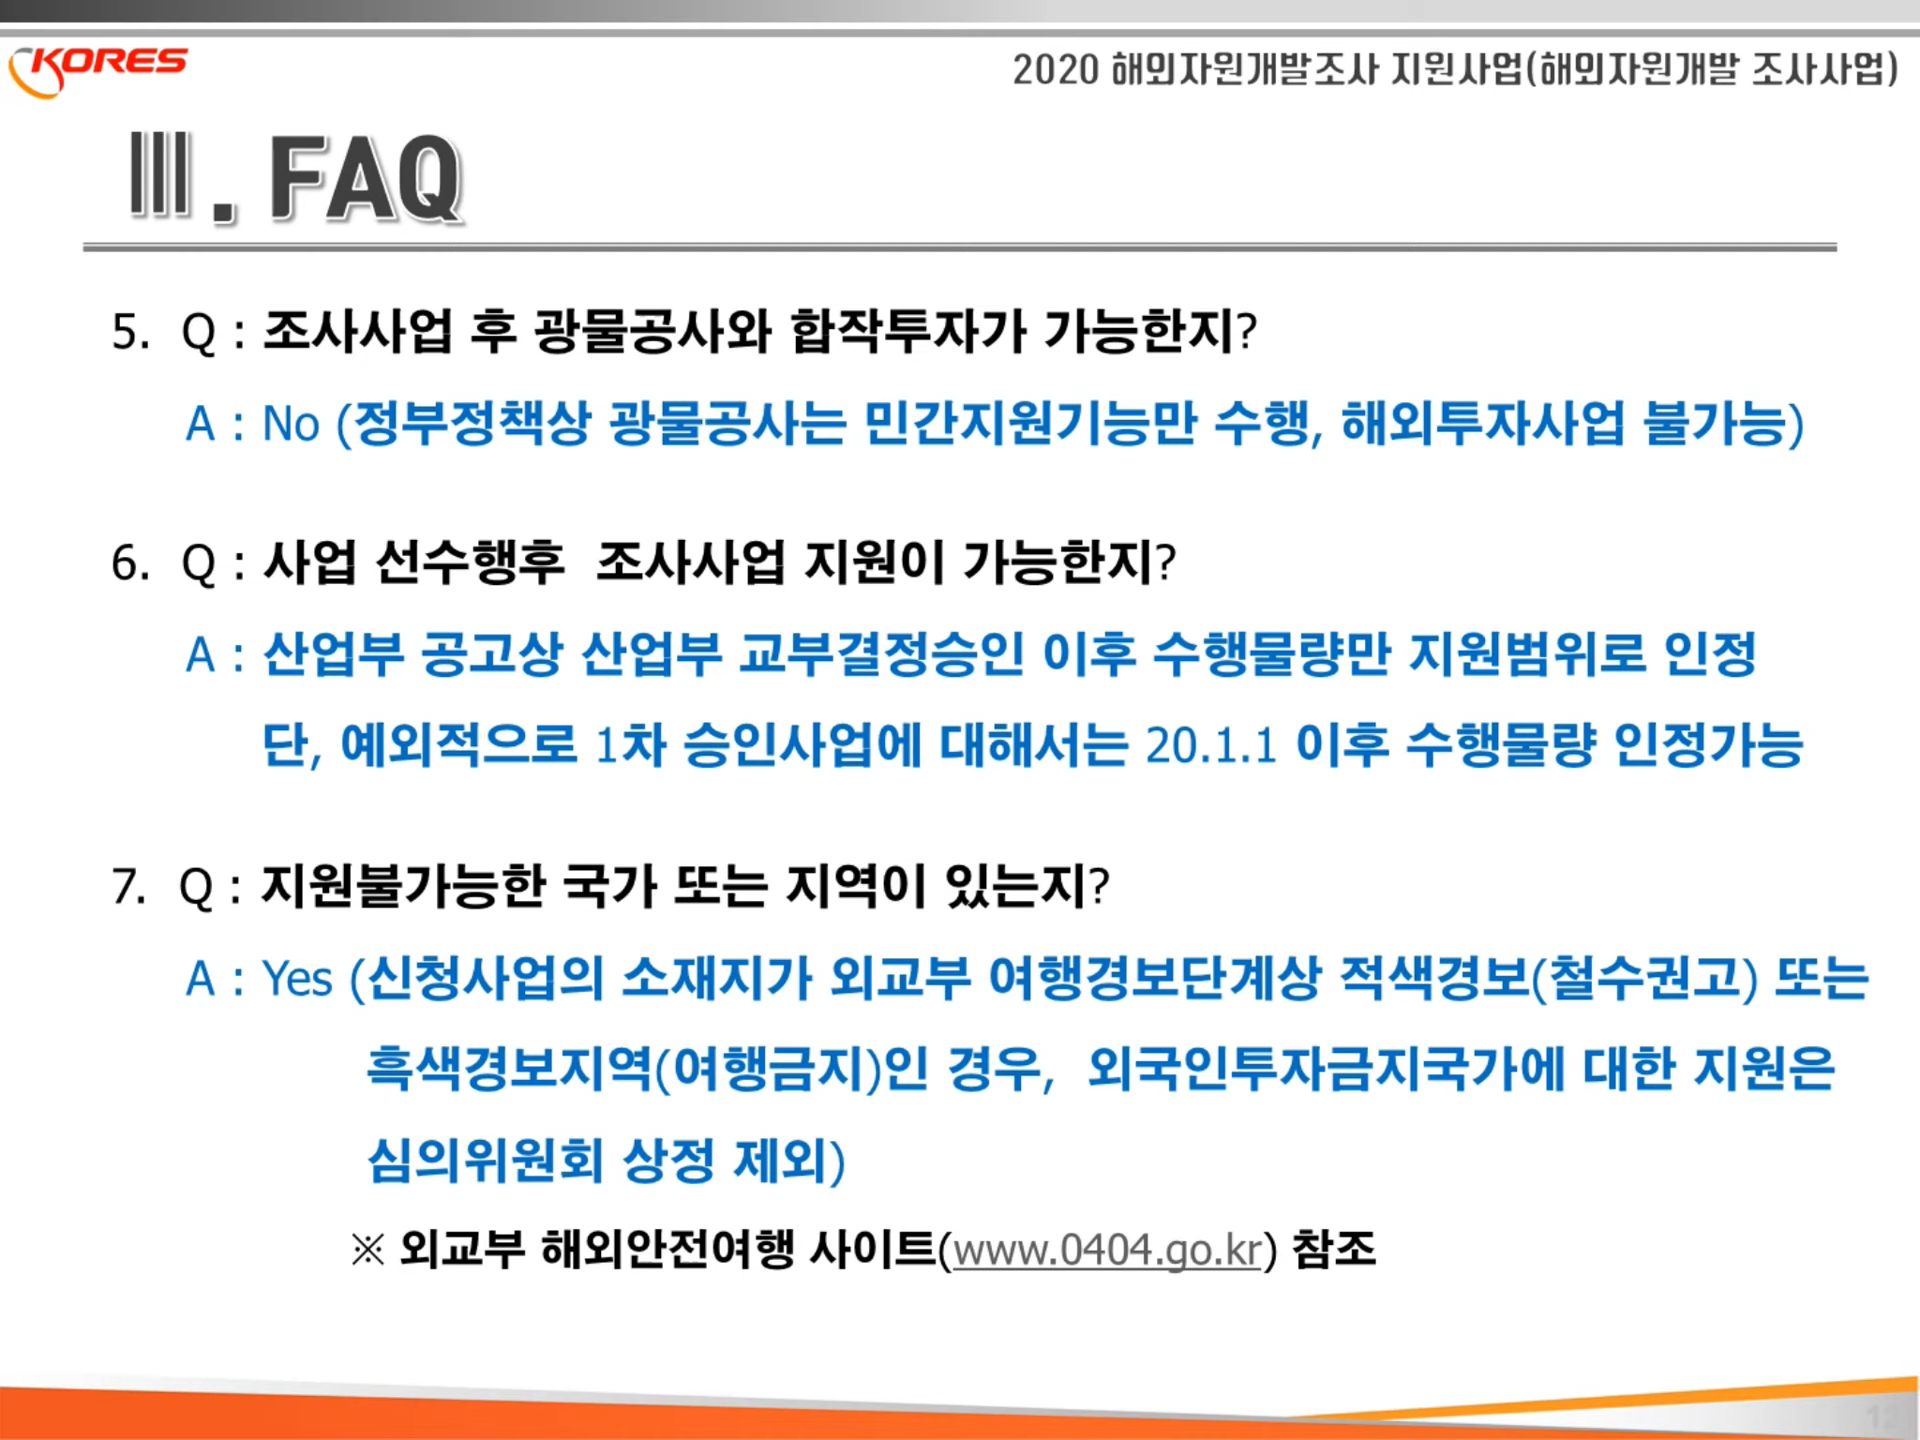 KORES
2020 해외자원개발조사 지원사업(해외자원개발 조사사업)
Ⅲ. FAQ
5. Q : 조사사업 후 광물공사와 합작투자가 가능한지?
A : No (정부정책상 광물공사는 민간지원기능만 수행, 해외투자사업 불가능)
6. Q : 사업 선수행후 조사사업 지원이 가능한지?
A : 산업부 공고상 산업부 교부결정승인 이후 수행물량만 지원범위로 인정
단, 예외적으로 1차 승인사업에 대해서는 20.1.1 이후 수행물량 인정가능
7. Q : 지원불가능한 국가 또는 지역이 있는지?
A : Yes (신청사업의 소재지가 외교부 여행경보단계상 적색경보(철수권고) 또는
흑색경보지역(여행금지)인 경우, 외국인투자금지국가에 대한 지원은
심의위원회 상정 제외)
※ 외교부 해외안전여행 사이트(www.0404.go.kr) 참조